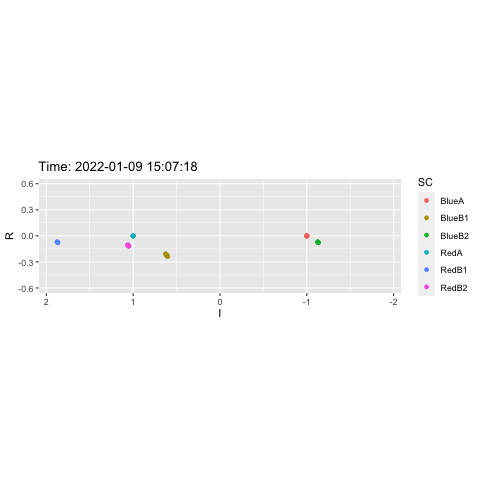 Time: 2022-01-09 15:07:18
SC
BlueA
BlueB1
BlueB2
RedA
RedB1
RedB2
R
0.6
0.3
0.0
-0.3
-0.6
2 1 0 -1 -2
I